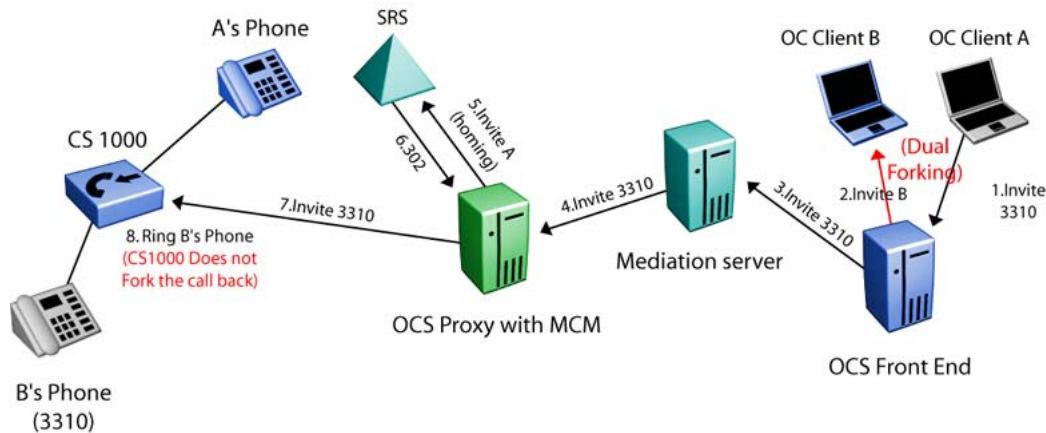 SRS
A's Phone
OC Client B
OC Client A
CS 1000
5.Invite A
(homing)
6.302
(Dual
Forking)
2.Invite B
1.Invite
3310
3.Invite 3310
4.Invite 3310
7.Invite 3310
8. Ring B's Phone
(CS1000 Does not
Fork the call back)
Mediation server
OCS Proxy with MCM
OCS Front End
B's Phone
(3310)